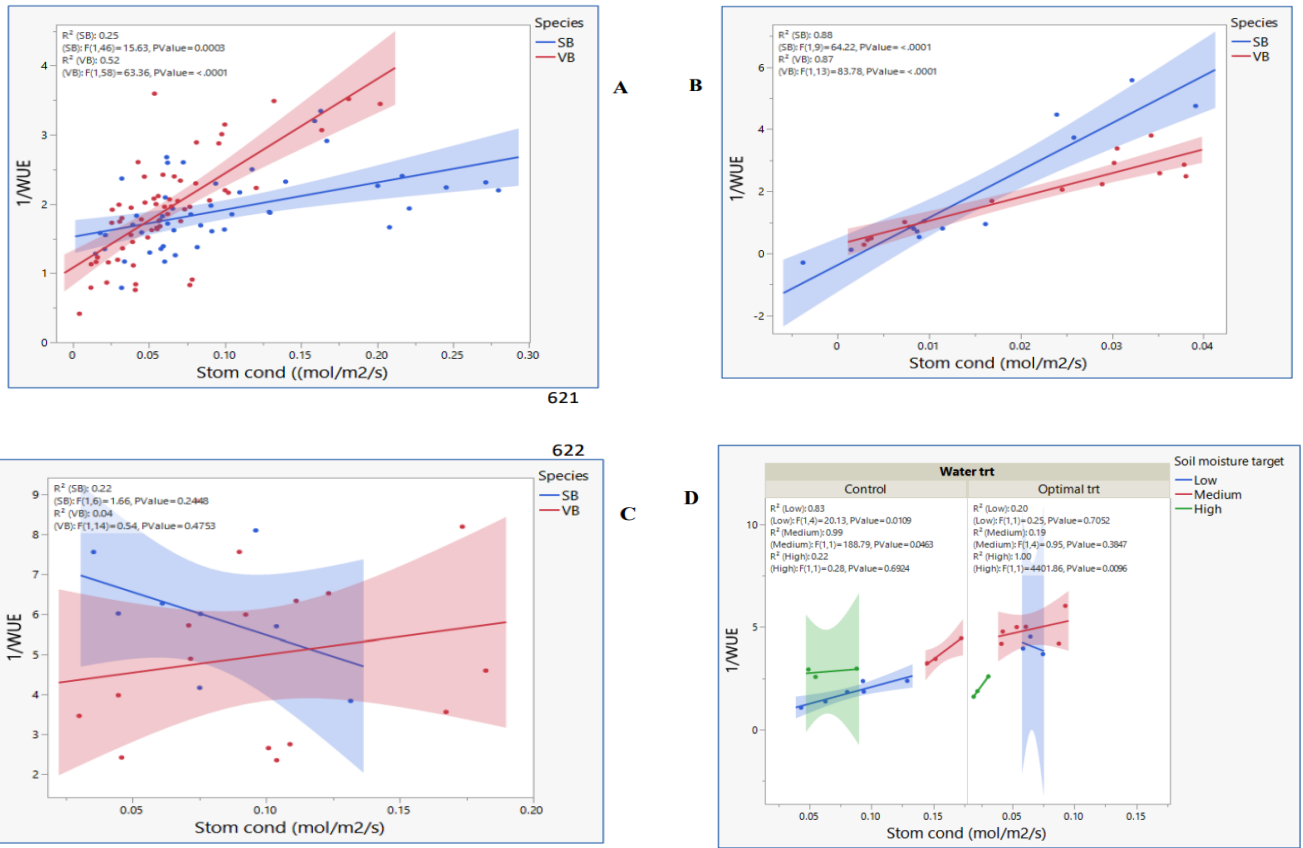 R² (SB): 0.25
(SB): F(1,46)= 15.63, PValue= 0.0003
R² (VB): 0.52
(VB): F(1,58)= 63.36, PValue= <.0001
Species
SB
VB
4
3
2
1
0
1/WUE
0 0.05 0.10 0.15 0.20 0.25 0.30
Stom cond ((mol/m2/s)
A
621
B
R² (SB): 0.88
(SB): F(1,9)= 64.22, PValue= <.0001
R² (VB): 0.87
(VB): F(1,13)= 83.78, PValue= <.0001
Species
SB
VB
6
4
2
0
-2
1/WUE
0 0.01 0.02 0.03 0.04
Stom cond (mol/m2/s)
622
R² (SB): 0.22
(SB): F(1,6)= 1.66, PValue= 0.2448
R² (VB): 0.04
(VB): F(1,14)= 0.54, PValue= 0.4753
Species
SB
VB
9
8
7
6
5
4
3
2
1/WUE
0.05 0.10 0.15 0.20
Stom cond (mol/m2/s)
C
D
Soil moisture target
Low
Medium
High
Water trt
Control
R² (Low): 0.83
(Low): F(1,4)= 20.13, PValue= 0.0109
R² (Medium): 0.99
(Medium): F(1,1)= 188.79, PValue= 0.0463
R² (High): 0.22
(High): F(1,1)= 0.28, PValue= 0.6924
Optimal trt
R² (Low): 0.20
(Low): F(1,1)= 0.25, PValue= 0.7052
R² (Medium): 0.19
(Medium): F(1,4)= 0.95, PValue= 0.3847
R² (High): 1.00
(High): F(1,1)= 4401.86, PValue= 0.0096
10
5
0
1/WUE
0.05 0.10 0.15 0.05 0.10 0.15
Stom cond (mol/m2/s)